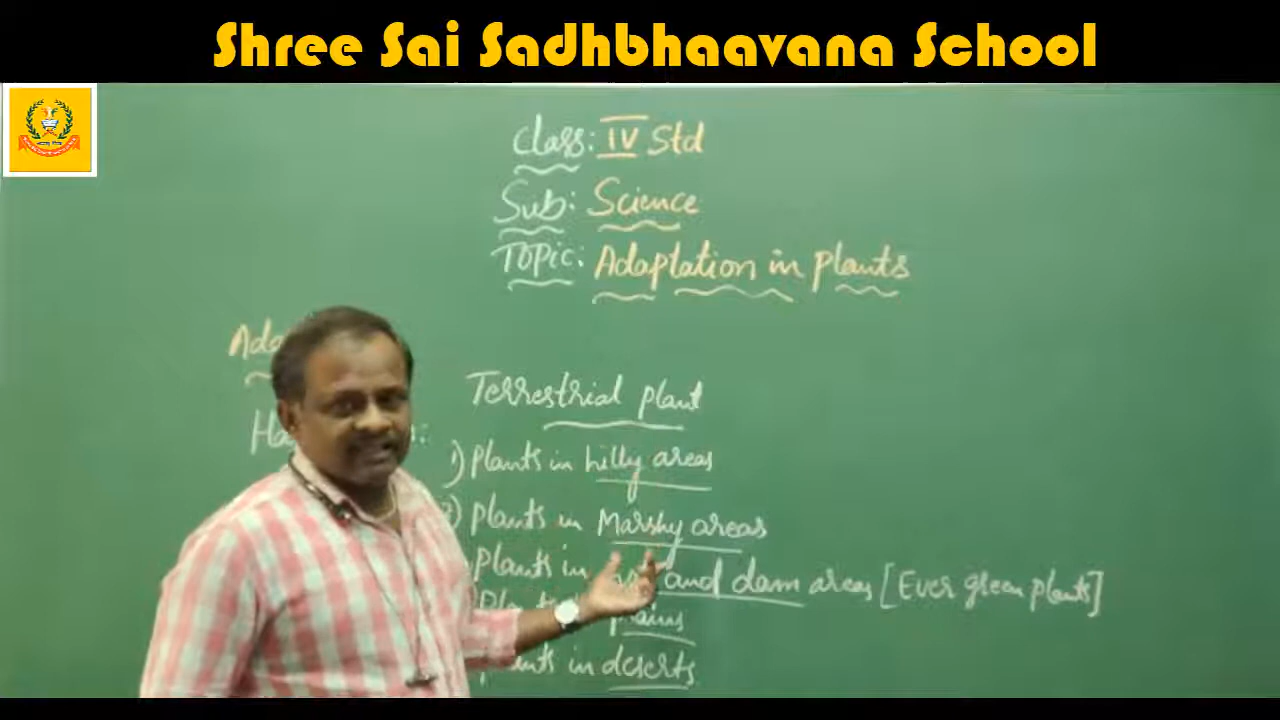 Shree Sai Sadhbhaavana School
Class: IV Std
Sub: Science
Topic: Adaptation in plants
Terrestrial plant
1) Plants in hilly areas
2) Plants in Marshy areas
Plants in and dam areas [Ever green plants]
plains
in deserts